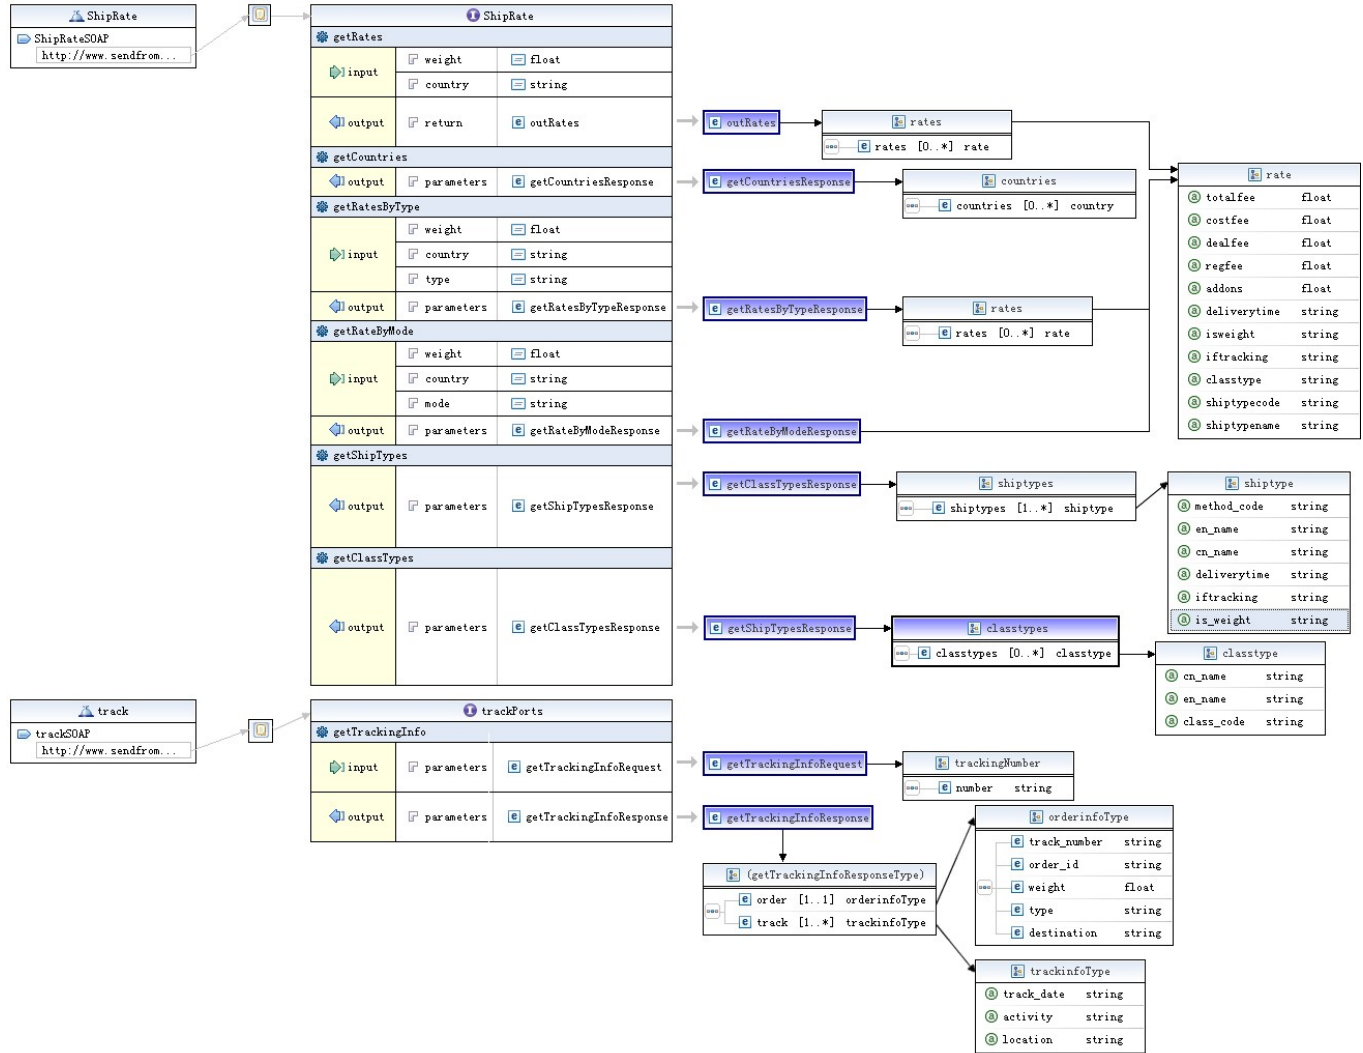 ShipRate
ShipRateSOAP
http://www.sendfrom...
ShipRate
getRates
input
weight float
country string
output return outRates
getCountries
output parameters getCountriesResponse
getRatesByType
input
weight float
country string
type string
output parameters getRatesByTypeResponse
getRateByMode
input
weight float
country string
mode string
output parameters getRateByModeResponse
getShipTypes
output parameters getShipTypesResponse
getClassTypes
output parameters getClassTypesResponse
outRates
rates
rates [0..*] rate
getCountriesResponse
countries
countries [0..*] country
getRatesByTypeResponse
rates
rates [0..*] rate
getRateByModeResponse
rate
totalfee float
costfee float
dealfee float
regfee float
addons float
deliverytime string
isweight string
iftracking string
classtype string
shiptypecode string
shiptypename string
getClassTypesResponse
shiptypes
shiptypes [1..*] shiptype
shiptype
method_code string
en_name string
cn_name string
deliverytime string
iftracking string
is_weight string
getShipTypesResponse
classtypes
classtypes [0..*] classtype
classtype
cn_name string
en_name string
class_code string
track
trackSOAP
http://www.sendfrom...
trackPorts
getTrackingInfo
input parameters getTrackingInfoRequest
output parameters getTrackingInfoResponse
getTrackingInfoRequest
trackingNumber
number string
getTrackingInfoResponse
(getTrackingInfoResponseType)
order [1..1] orderinfoType
track [1..*] trackinfoType
orderinfoType
track_number string
order_id string
weight float
type string
destination string
trackinfoType
track_date string
activity string
location string